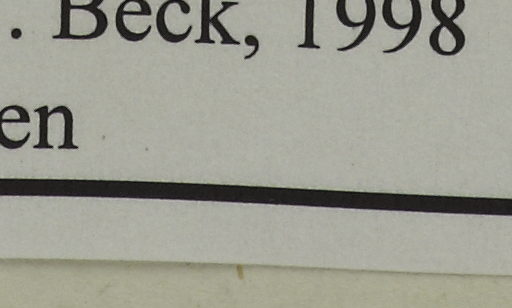 . Beck, 1998
en